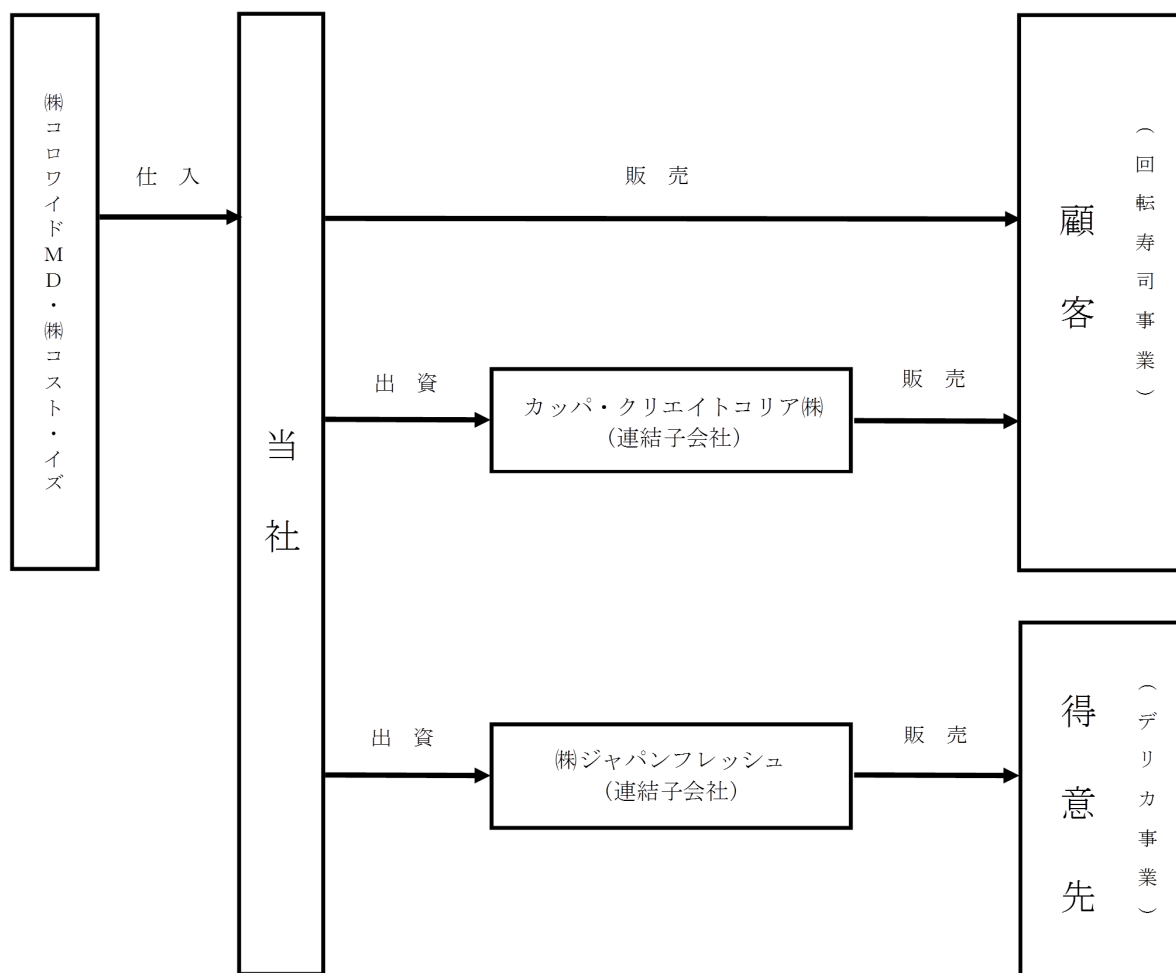 ㈱コロワイドMD・㈱コスト・イズ
仕 入
当 社
販 売
顧 客
(回転寿司事業)
出 資
カッパ・クリエイトコリア㈱
(連結子会社)
販 売
出 資
㈱ジャパンフレッシュ
(連結子会社)
販 売
得 意 先
(デリカ事業)